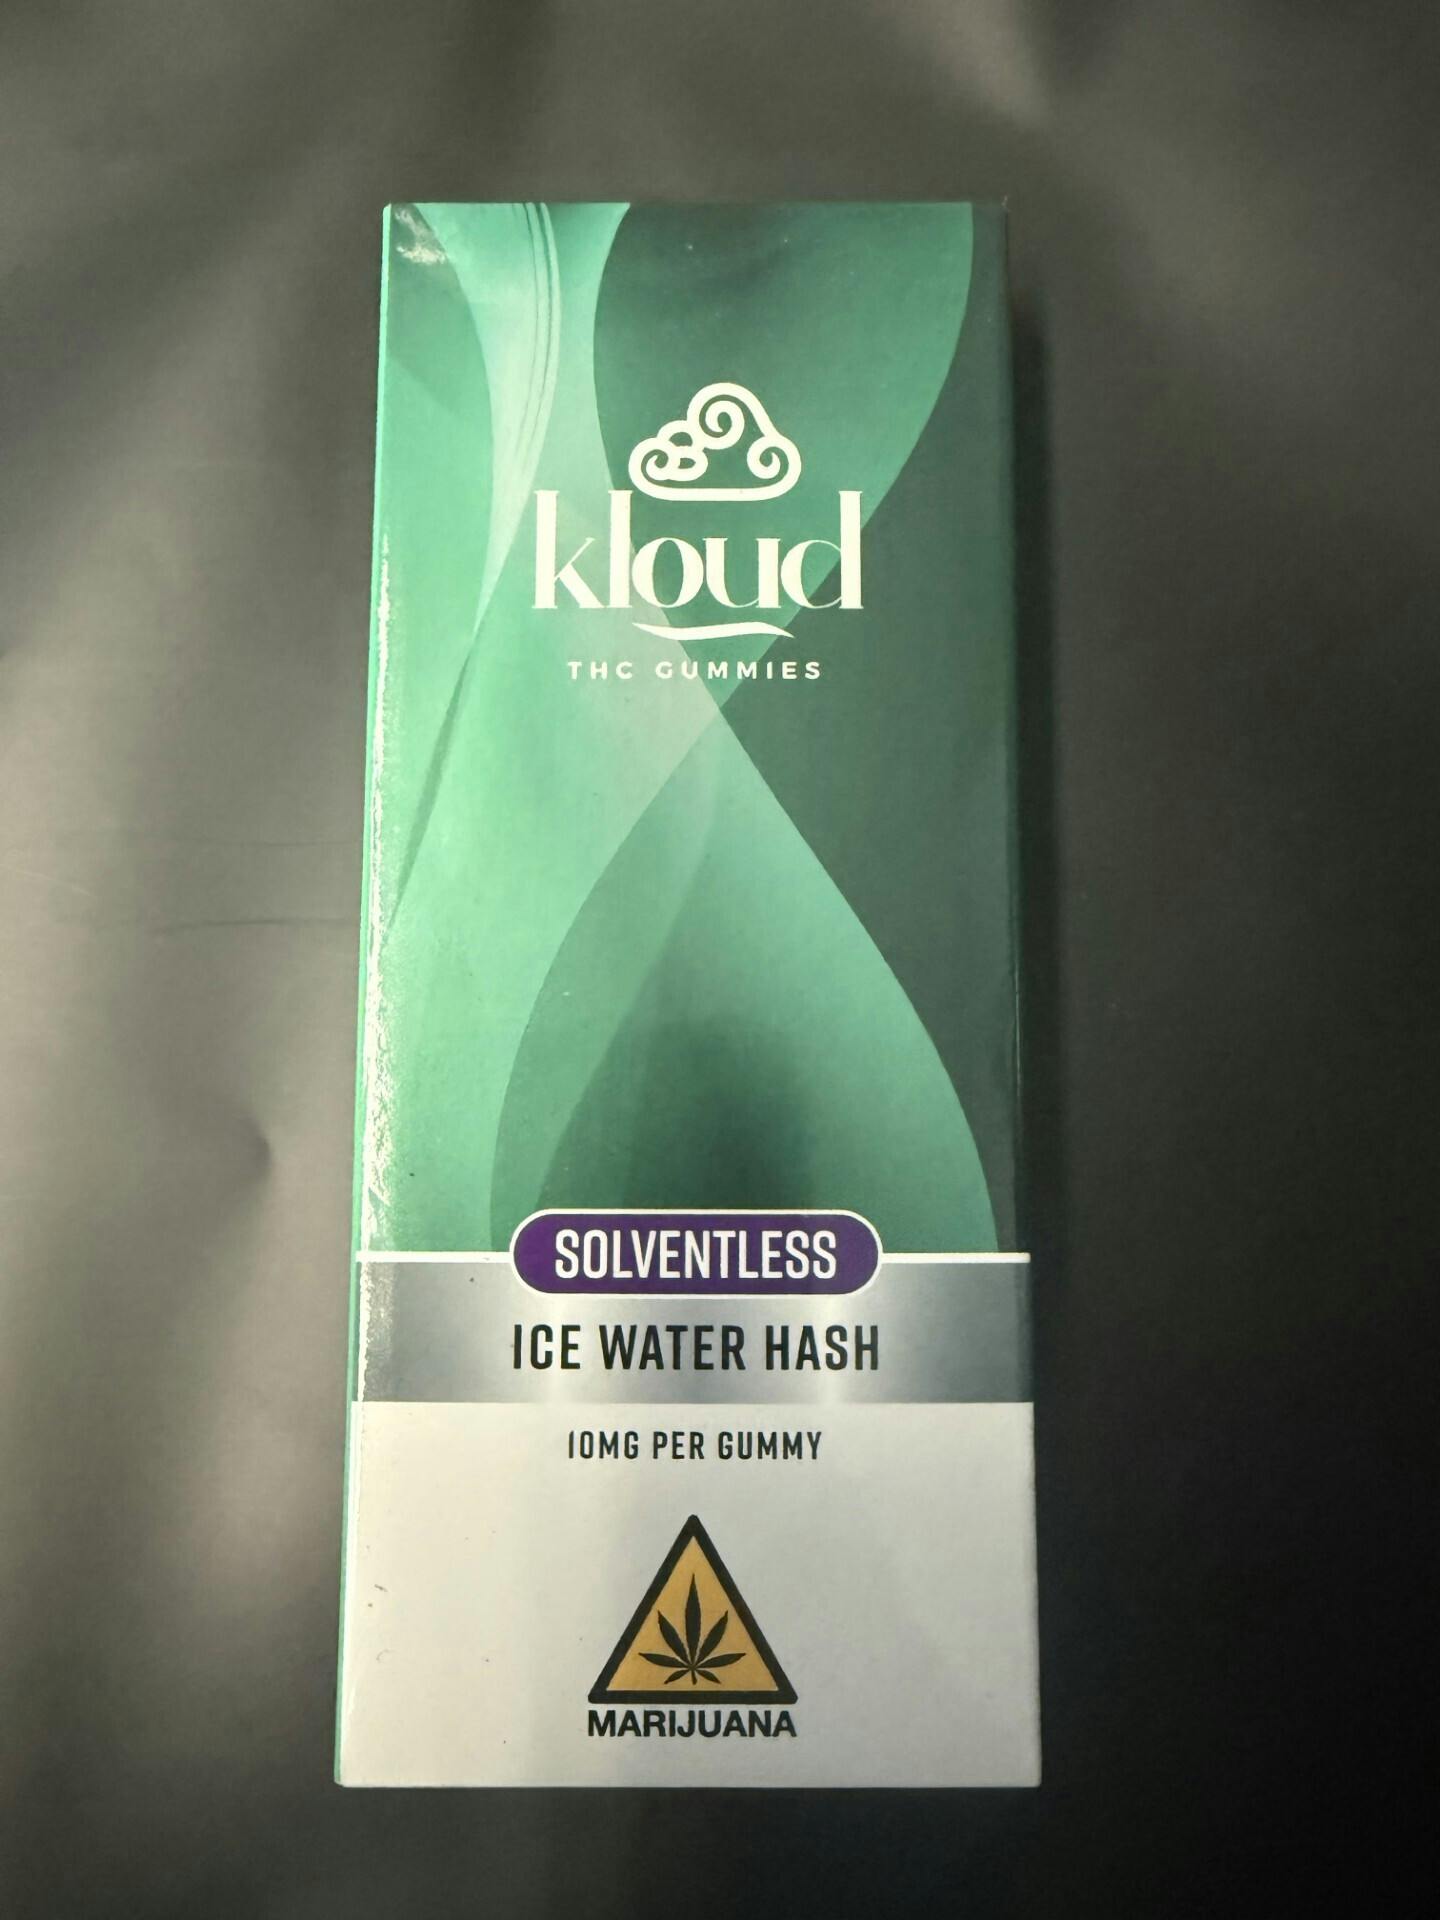 kloud
THC GUMMIES
SOLVENTLESS
ICE WATER HASH
10MG PER GUMMY
MARIJUANA